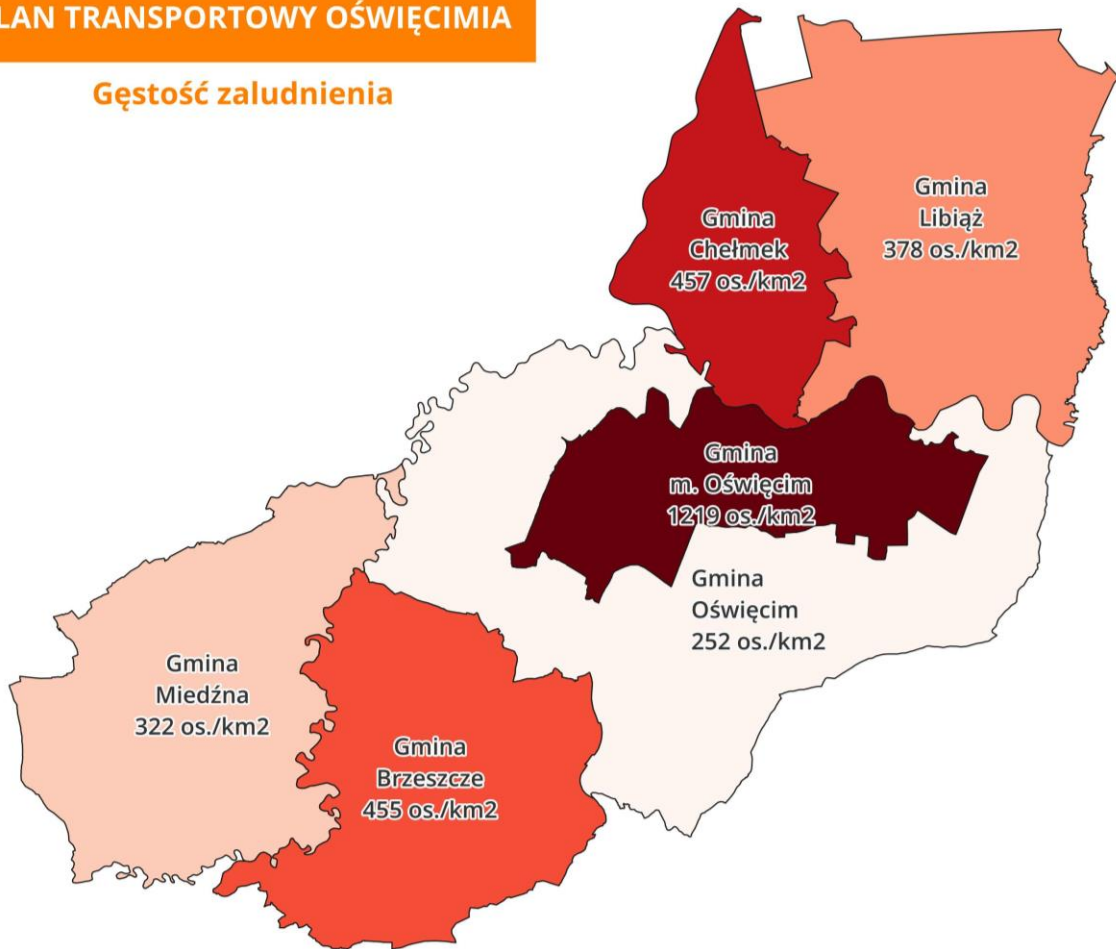 LAN TRANSPORTOWY OŚWIĘCIMIA
Gęstość zaludnienia
Gmina
Chełmek
457 os./km2
Gmina
Libiąż
378 os./km2
Gmina
m. Oświęcim
1219 os./km2
Gmina
Oświęcim
252 os./km2
Gmina
Miedźna
322 os./km2
Gmina
Brzeszcze
455 os./km2